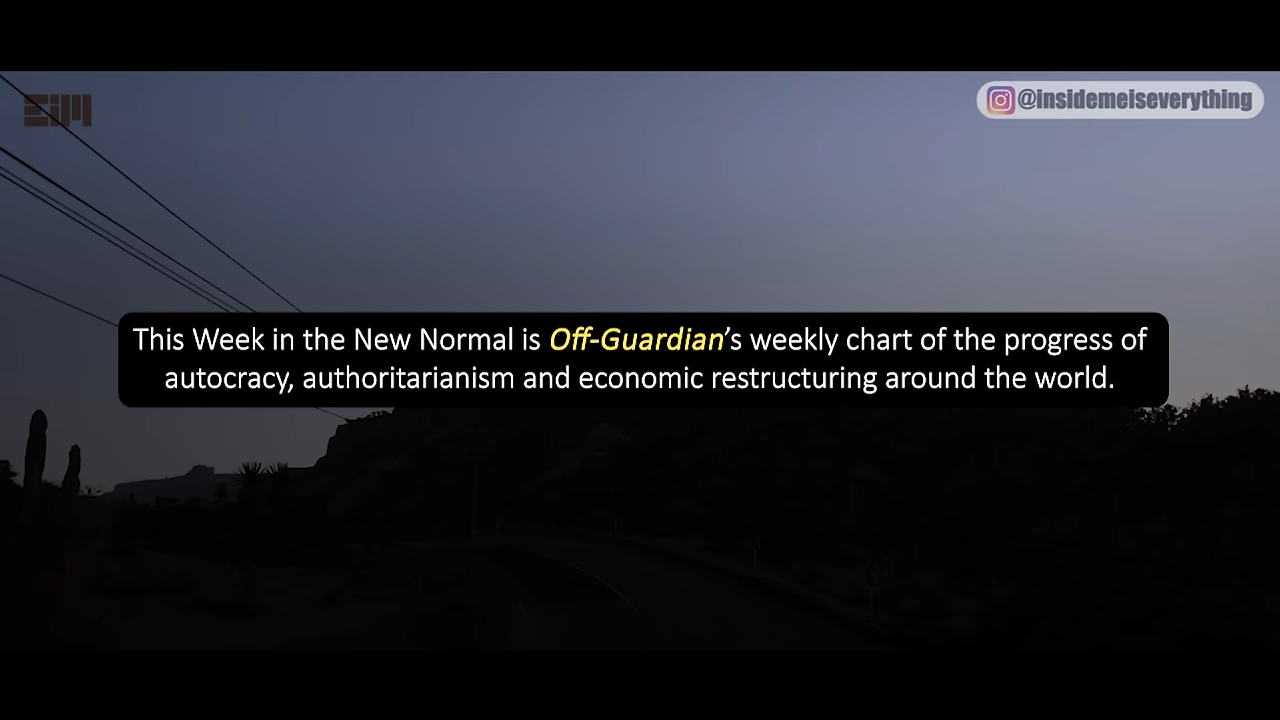 EiM
@insidemeiseverything
This Week in the New Normal is Off-Guardian’s weekly chart of the progress of
autocracy, authoritarianism and economic restructuring around the world.